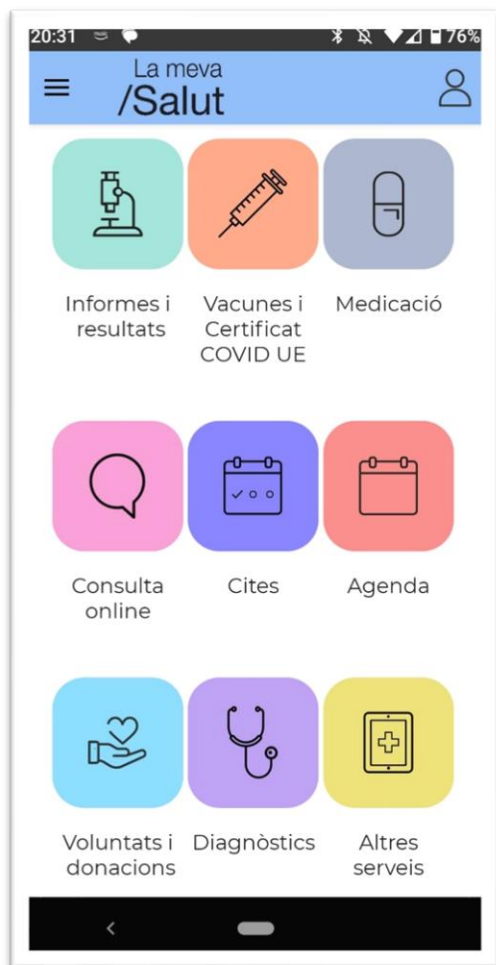 20:31
76%
La meva
/Salut
Informes i
resultats
Vacunes i
Certificat
COVID UE
Medicació
Consulta
online
Cites
Agenda
Voluntats i
donacions
Diagnòstics
Altres
serveis